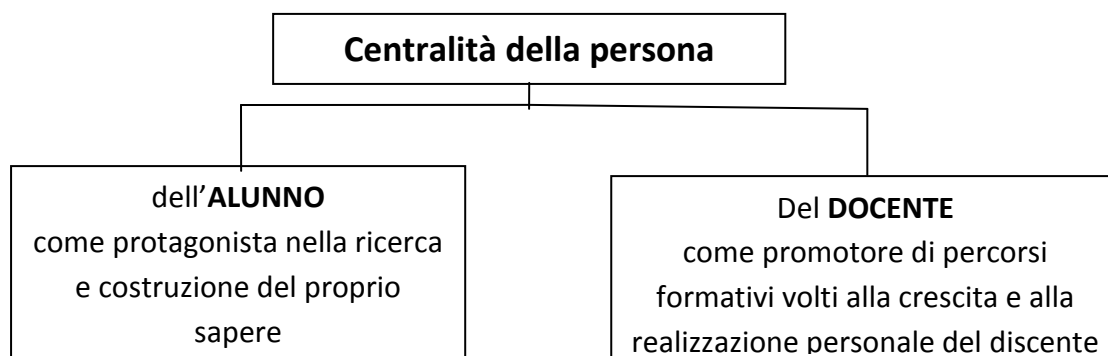 Centralità della persona
dell’ALUNNO
come protagonista nella ricerca
e costruzione del proprio
sapere
Del DOCENTE
come promotore di percorsi
formativi volti alla crescita e alla
realizzazione personale del discente